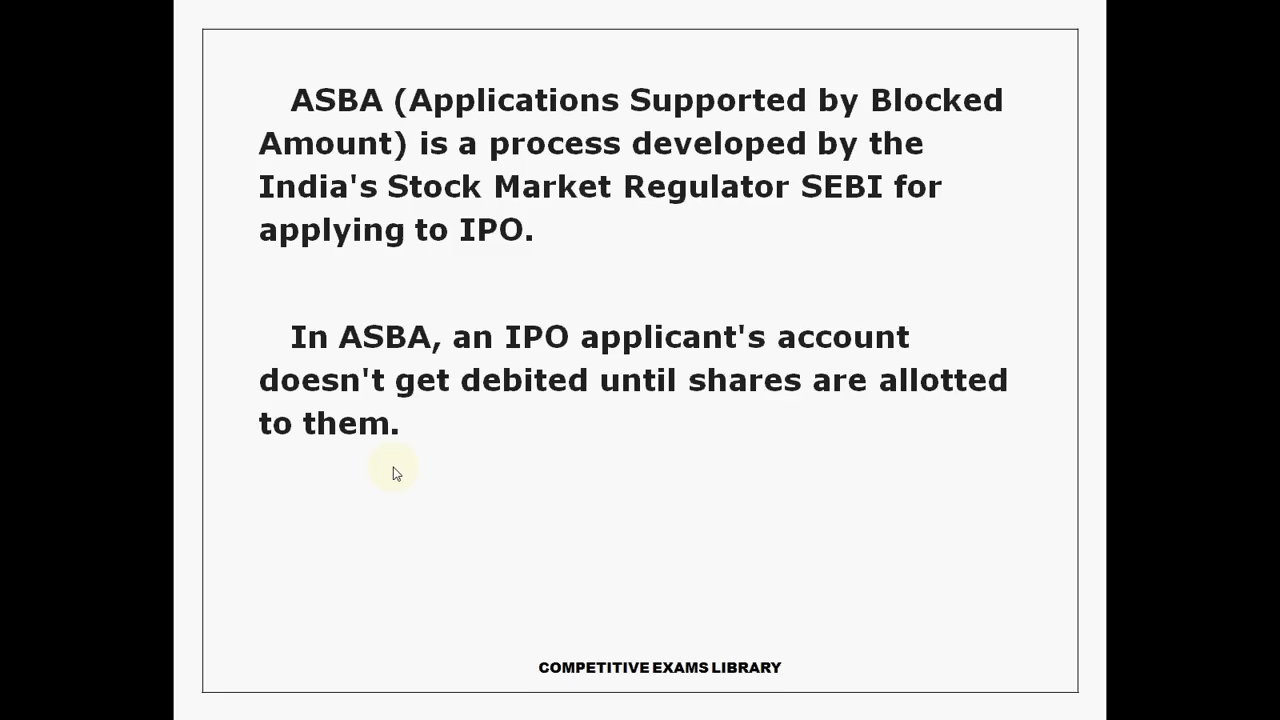 ASBA (Applications Supported by Blocked
Amount) is a process developed by the
India's Stock Market Regulator SEBI for
applying to IPO.
In ASBA, an IPO applicant's account
doesn't get debited until shares are allotted
to them.
COMPETITIVE EXAMS LIBRARY